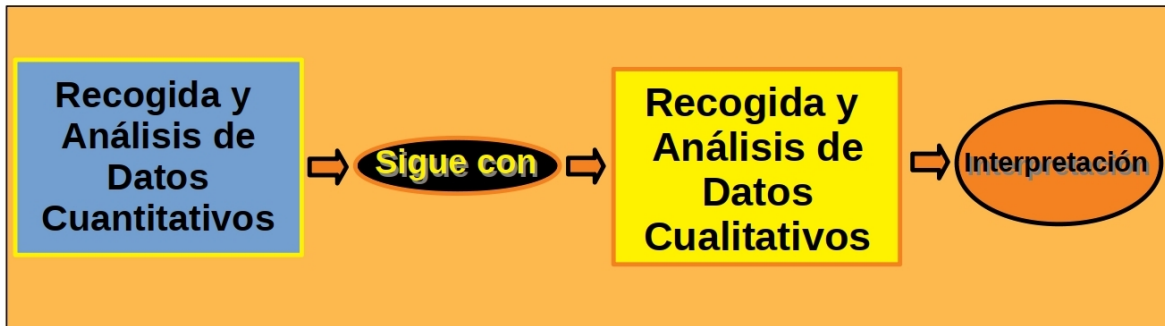 Recogida y
Análisis de
Datos
Cuantitativos
Sigue con
Recogida y
Análisis de
Datos
Cualitativos
Interpretación